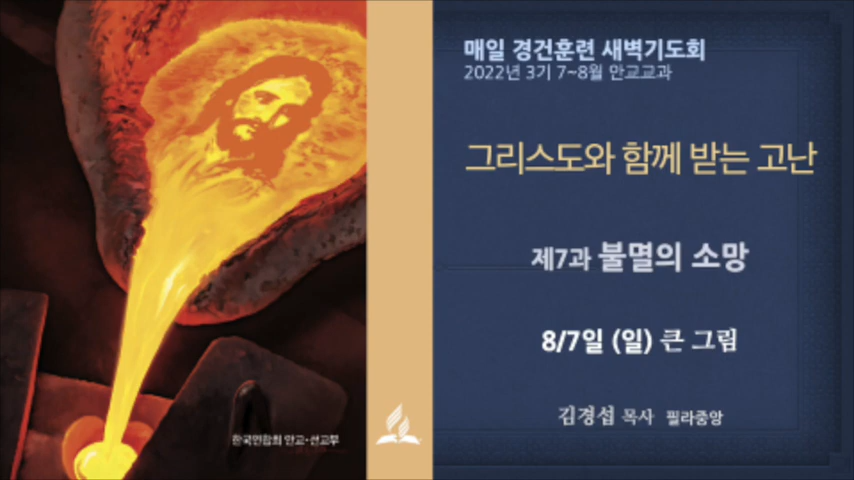 매일 경건훈련 새벽기도회
2022년 3기 7~8월 안교교과
그리스도와 함께 받는 고난
제7과 불멸의 소망
8/7일 (일) 큰 그림
김경섭 목사 필라중앙
한국연합회 안교·선교부